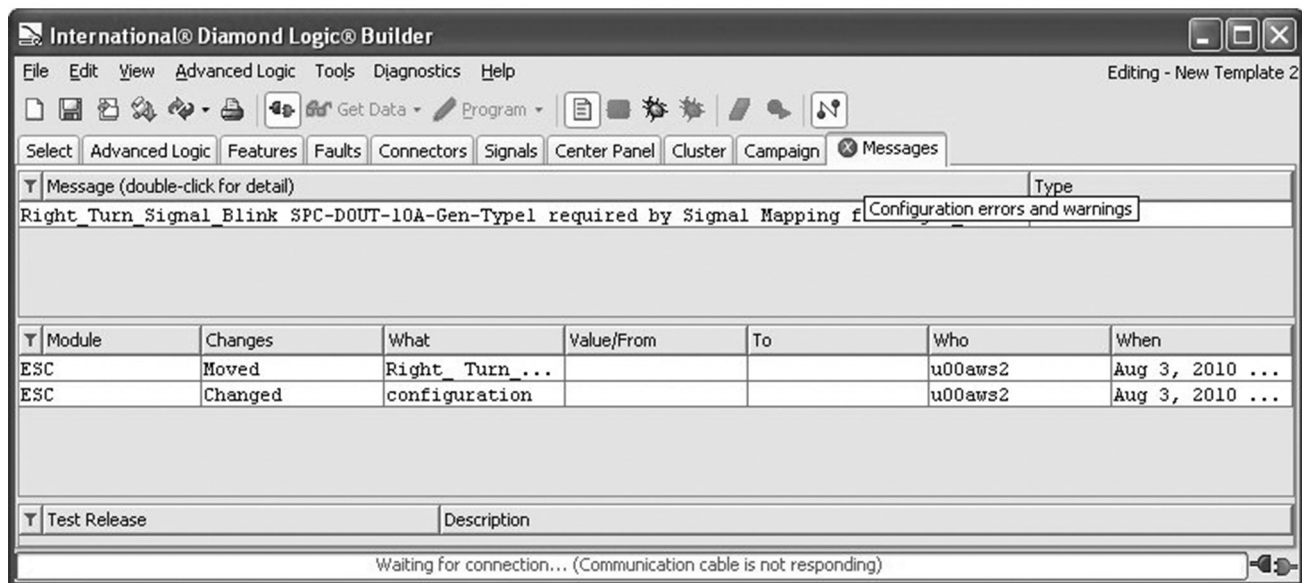 International® Diamond Logic® Builder
File Edit View Advanced Logic Tools Diagnostics Help Editing - New Template 2
Get Data Program
Select Advanced Logic Features Faults Connectors Signals Center Panel Cluster Campaign Messages
Message (double-click for detail) Type
Right_Turn_Signal_Blink SPC-DOUT-10A-Gen-Type1 required by Signal Mapping
Configuration errors and warnings
Module Changes What Value/From To Who When
ESC Moved Right_ Turn_... u00aws2 Aug 3, 2010 ...
ESC Changed configuration u00aws2 Aug 3, 2010 ...
Test Release Description
Waiting for connection... (Communication cable is not responding)